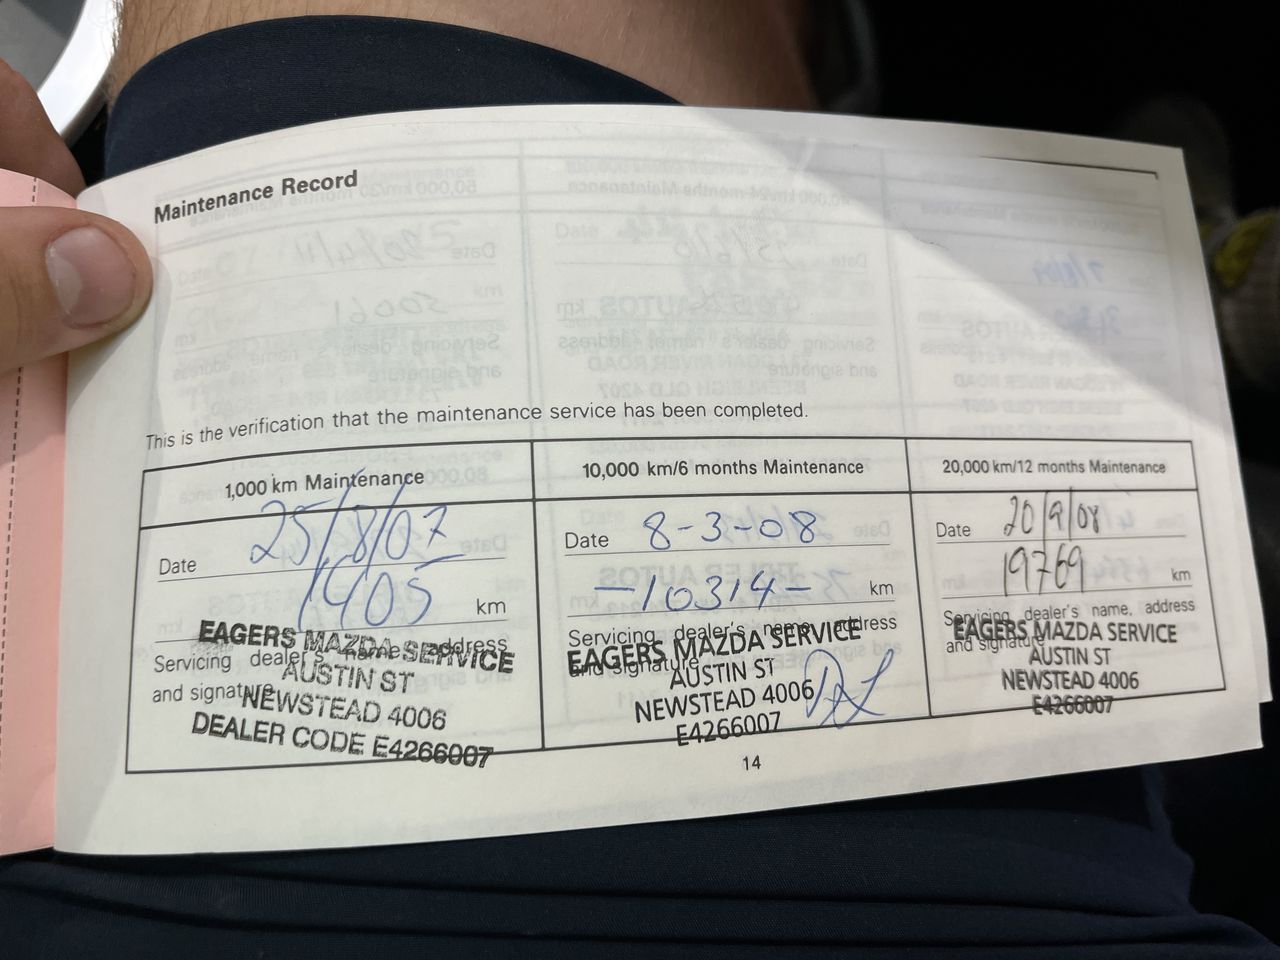 Maintenance Record
This is the verification that the maintenance service has been completed.
1,000 km Maintenance
Date 25/8/07
1405 km
Servicing dealer's name, address
and signature
EAGERS MAZDA SERVICE
AUSTIN ST
NEWSTEAD 4006
DEALER CODE E4266007
10,000 km/6 months Maintenance
Date 8-3-08
-10314- km
Servicing dealer's name, address
and signature
EAGERS MAZDA SERVICE
AUSTIN ST
NEWSTEAD 4006
E4266007
20,000 km/12 months Maintenance
Date 20/9/08
19769 km
Servicing dealer's name, address
and signature
EAGERS MAZDA SERVICE
AUSTIN ST
NEWSTEAD 4006
E4266007
14